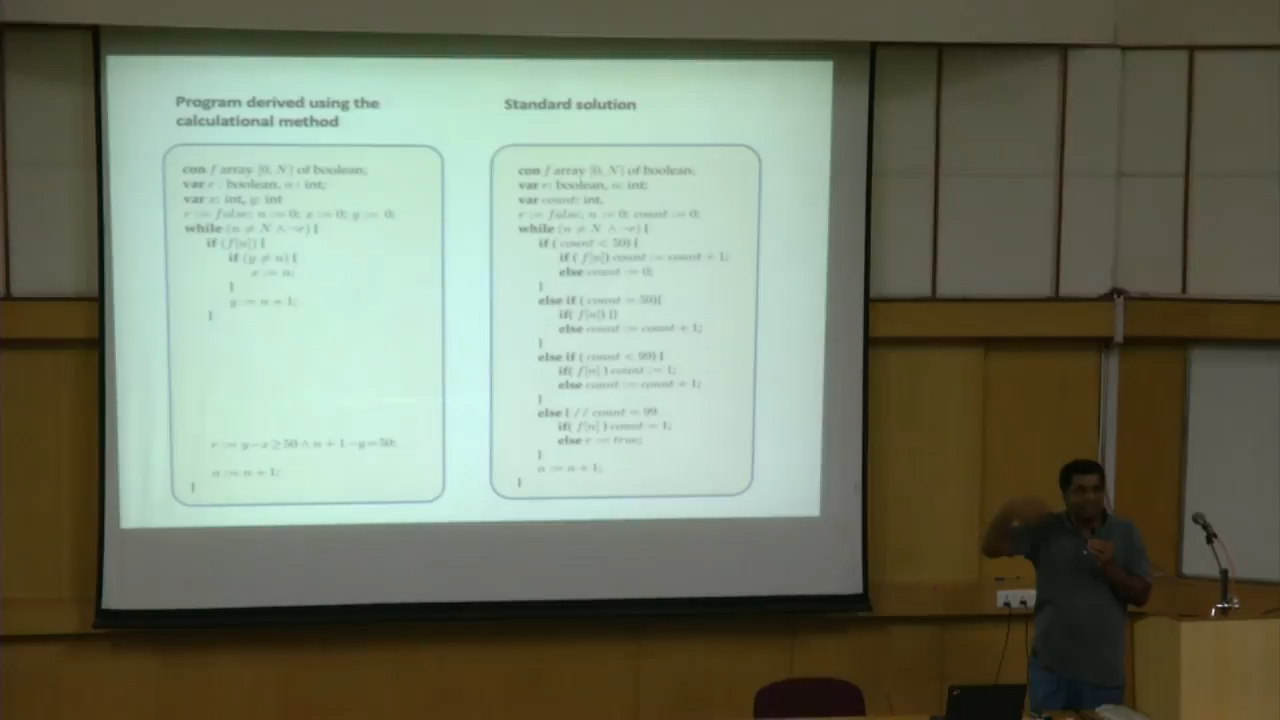 Program derived using the
calculational method
con f array [0, N) of boolean;
var r : boolean, n : int;
var x: int, y: int
r := false; n := 0; x := 0; y := 0;
while (n ≠ N ∧ ¬r) {
if (f[n]) {
if (y ≠ n) {
x := n;
}
y := n + 1;
}
r := y − x ≥ 50 ∧ n + 1 − y = 50;
n := n + 1;
}
Standard solution
con f array [0, N) of boolean;
var r: boolean, n: int;
var count: int,
r := false; n := 0; count := 0;
while (n ≠ N ∧ ¬r) {
if ( count < 50) {
if( f[n]) count := count + 1;
else count := 0;
}
else if ( count = 50){
if( f[n]) {}
else count := count + 1;
}
else if ( count < 99) {
if( f[n] ) count := 1;
else count := count + 1;
}
else { // count = 99
if( f[n] ) count = 1;
else r := true;
}
n := n + 1;
}